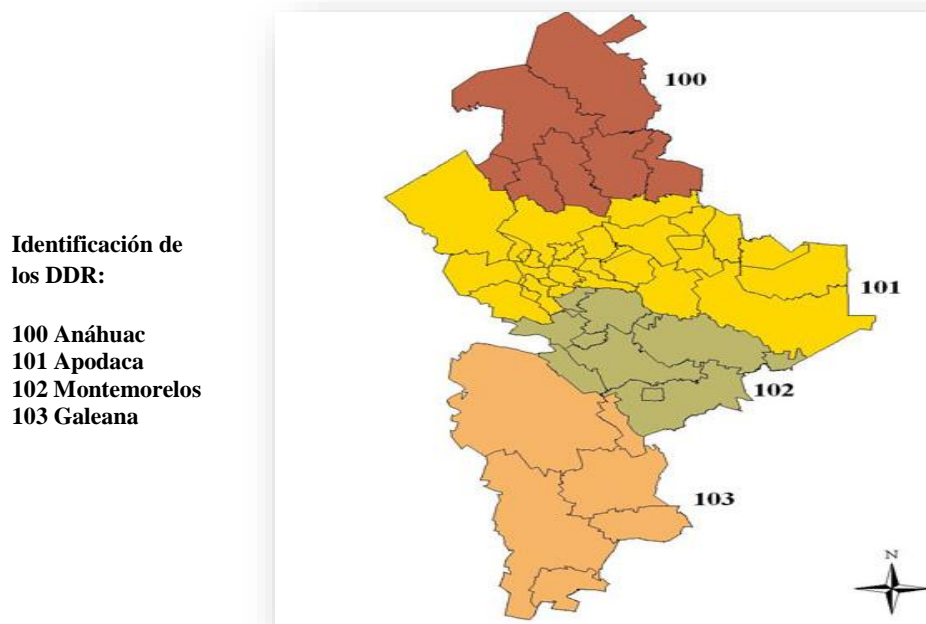 Identificación de
los DDR:
100 Anáhuac
101 Apodaca
102 Montemorelos
103 Galeana
100
101
102
103
N